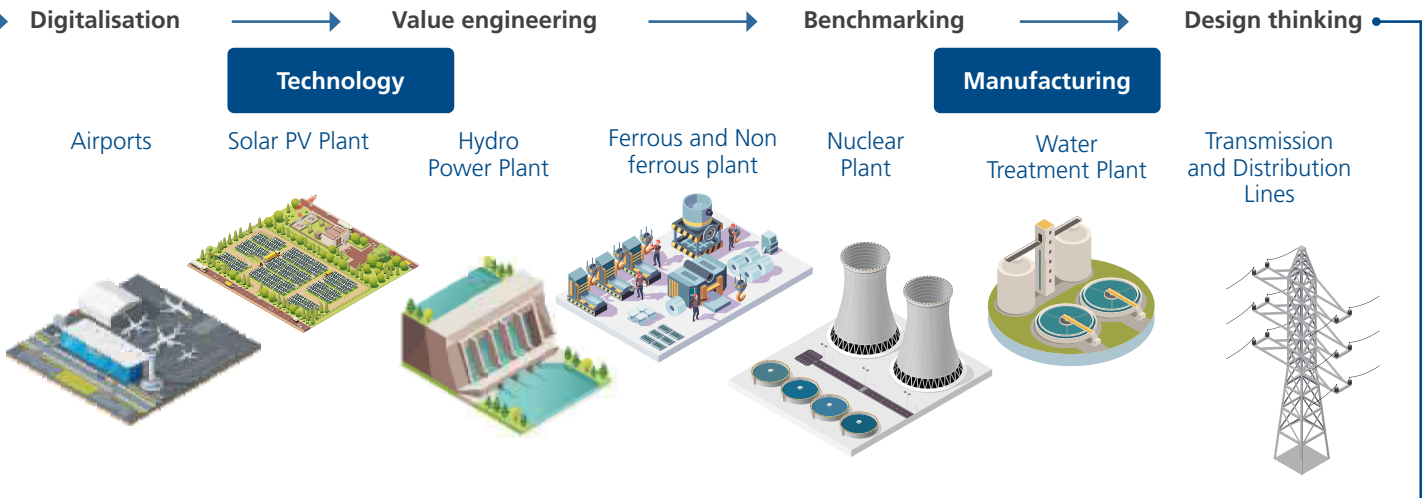 Digitalisation
Value engineering
Benchmarking
Design thinking
Technology
Manufacturing
Airports
Solar PV Plant
Hydro
Power Plant
Ferrous and Non
ferrous plant
Nuclear
Plant
Water
Treatment Plant
Transmission
and Distribution
Lines